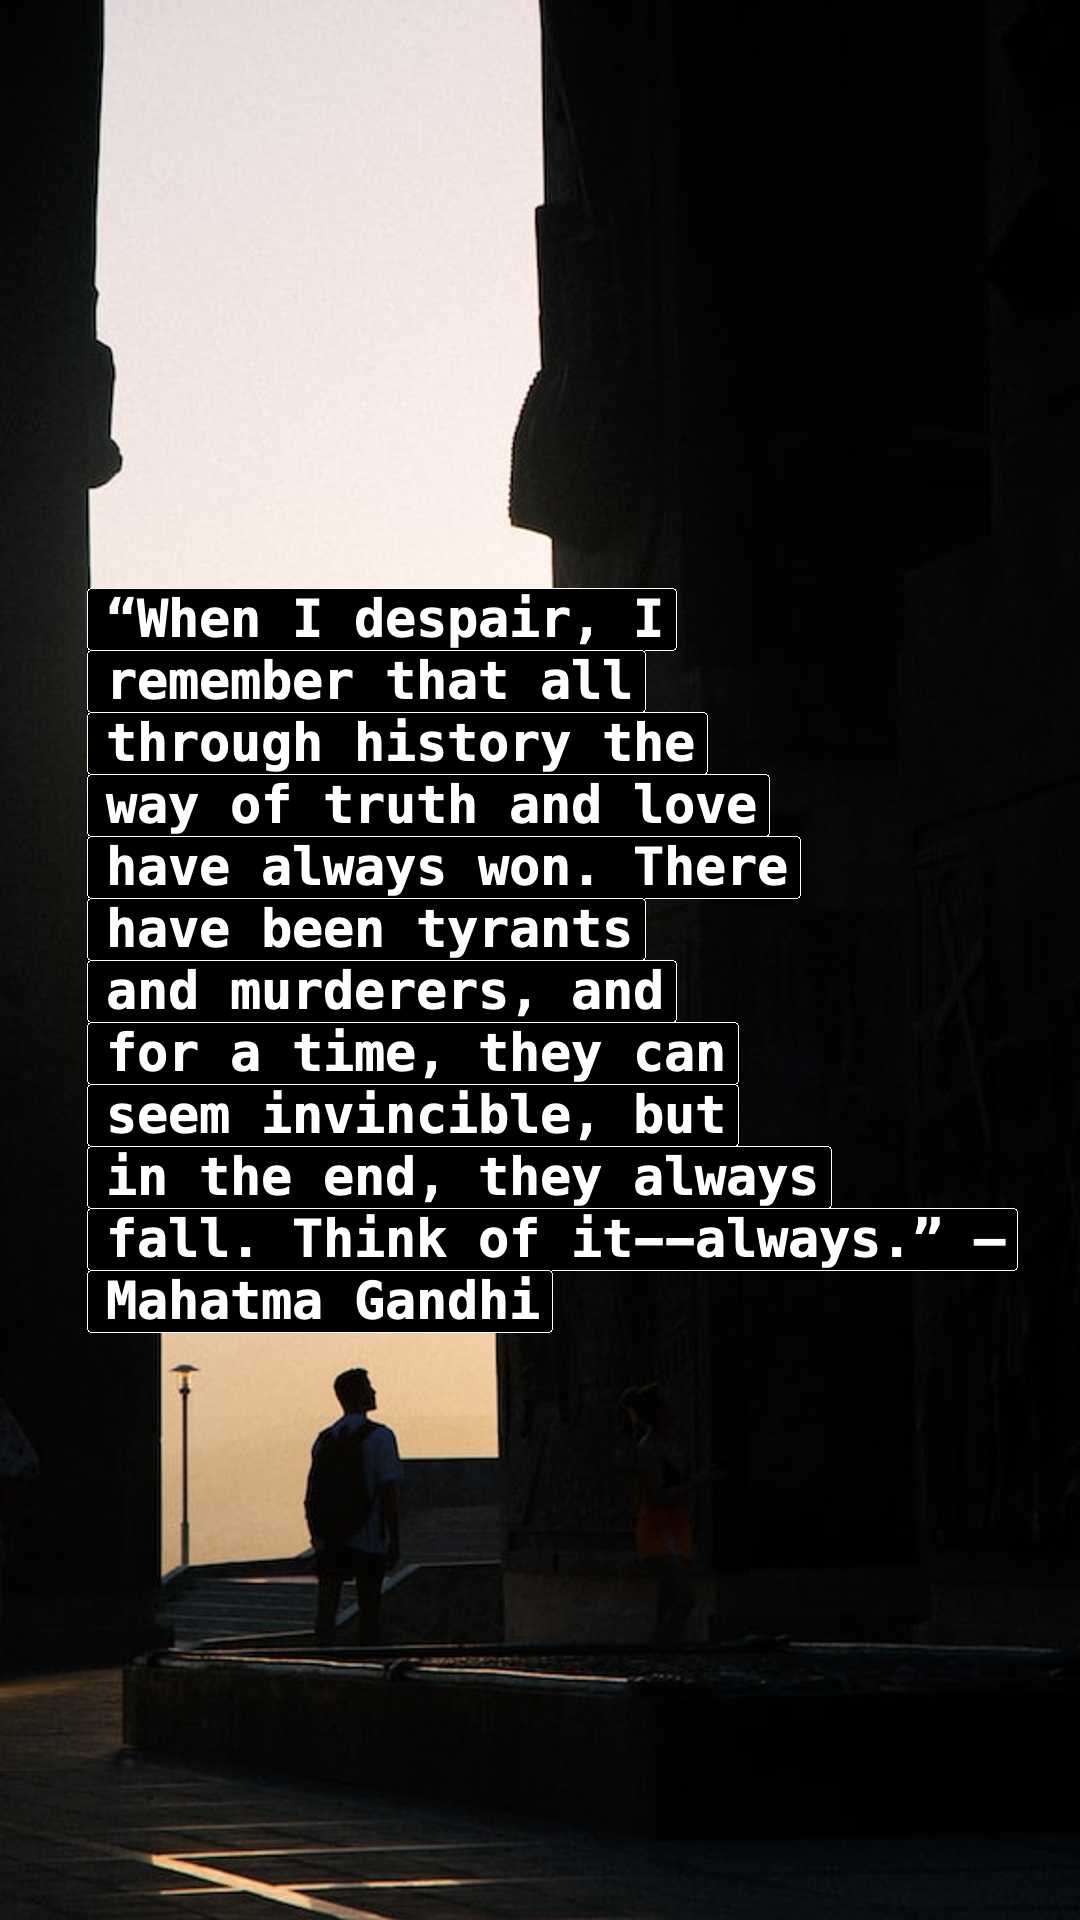 “When I despair, I
remember that all
through history the
way of truth and love
have always won. There
have been tyrants
and murderers, and
for a time, they can
seem invincible, but
in the end, they always
fall. Think of it--always.” —
Mahatma Gandhi